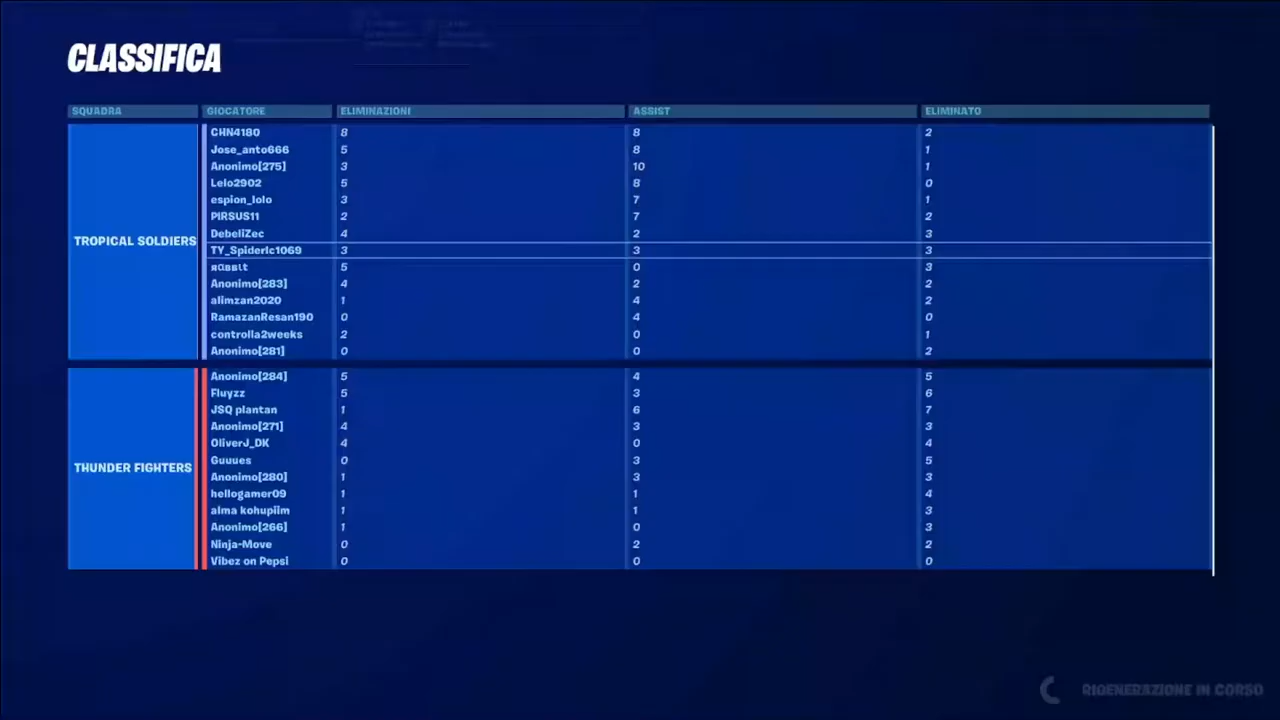 CLASSIFICA
SQUADRA GIOCATORE ELIMINAZIONI ASSIST ELIMINATO
TROPICAL SOLDIERS
CHN4180 8 8 2
Jose_anto666 5 8 1
Anonimo[275] 3 10 1
Lelo2902 5 8 0
espion_lolo 3 7 1
PIRSUS11 2 7 2
DebeliZec 4 2 3
TY_Spiderlc1069 3 3 3
5 0 3
Anonimo[283] 4 2 2
alimzan2020 1 4 2
RamazanResan190 0 4 0
controlla2weeks 2 0 1
Anonimo[281] 0 0 2
THUNDER FIGHTERS
Anonimo[284] 5 4 5
Fluyzz 5 3 6
JSQ plantan 1 6 7
Anonimo[271] 4 3 3
OliverJ_DK 4 0 4
Guuues 0 3 5
Anonimo[280] 1 3 3
hellogamer09 1 1 4
alma kohupiim 1 1 3
Anonimo[266] 1 0 3
Ninja-Move 0 2 2
Vibez on Pepsi 0 0 0
RIGENERAZIONE IN CORSO